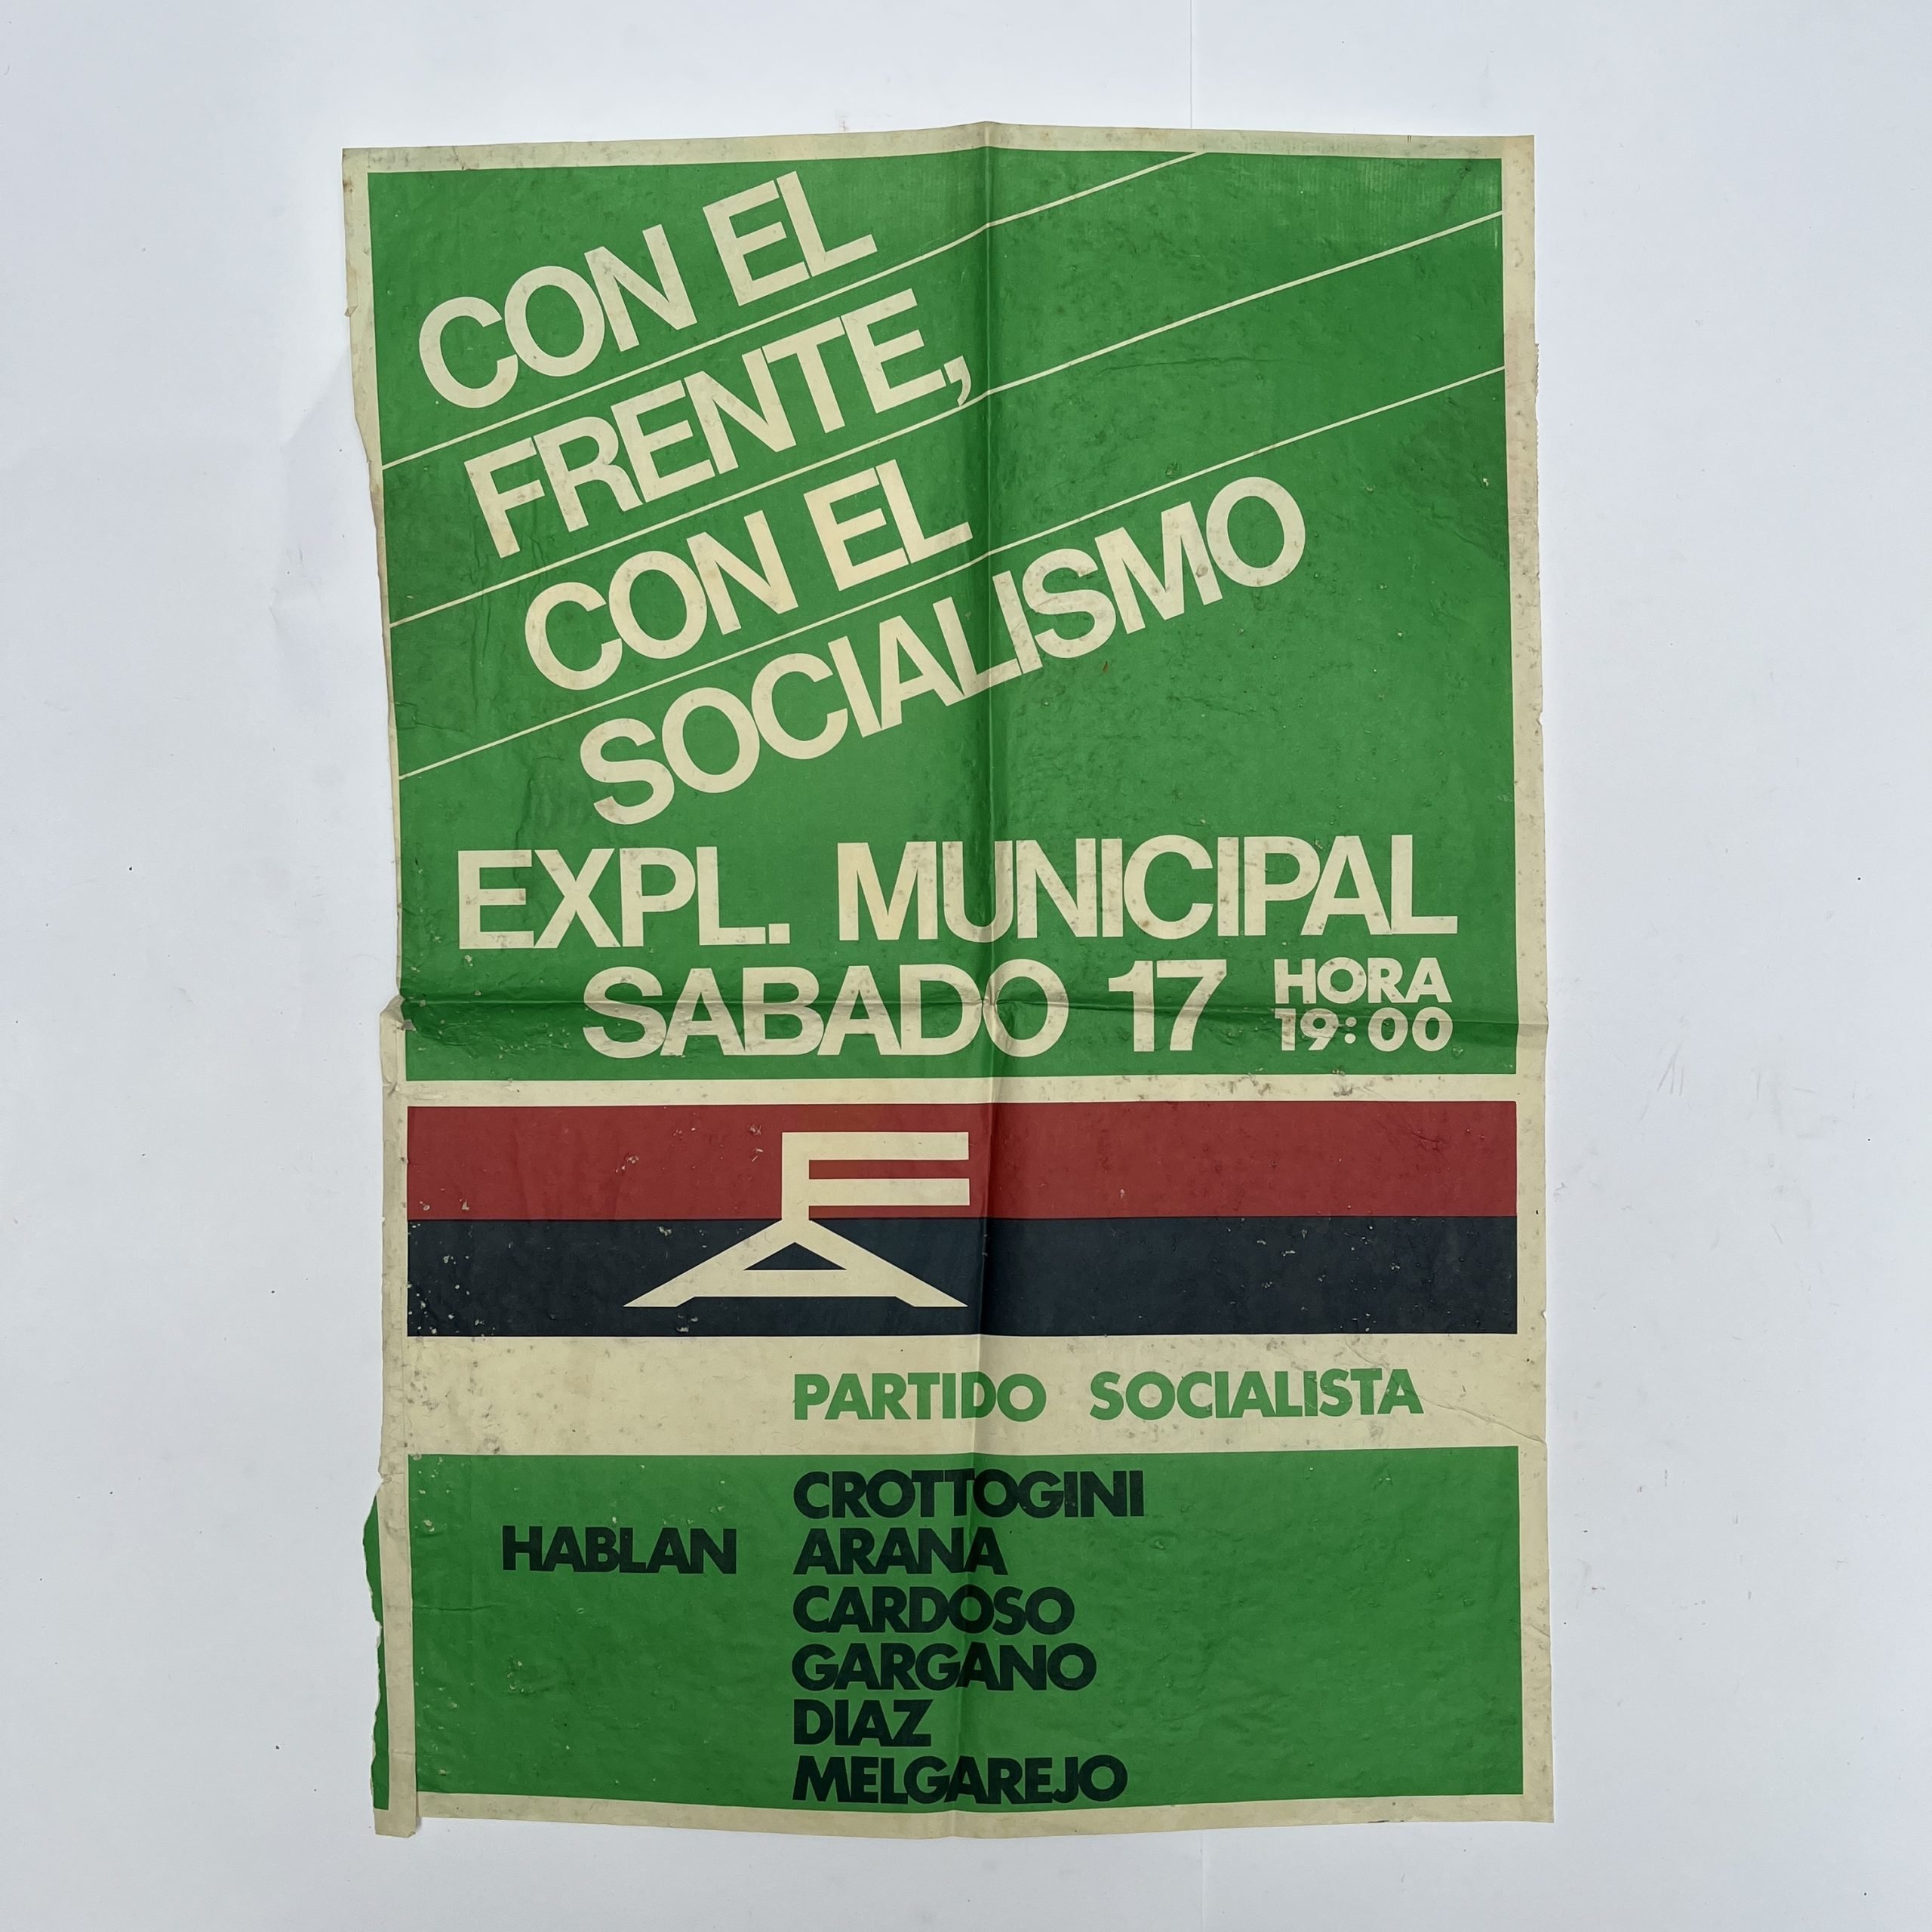 CON EL
FRENTE,
CON EL
SOCIALISMO
EXPL. MUNICIPAL
SABADO 17 HORA 19:00
FA
PARTIDO SOCIALISTA
HABLAN
CROTTOGINI
ARANA
CARDOSO
GARGANO
DIAZ
MELGAREJO